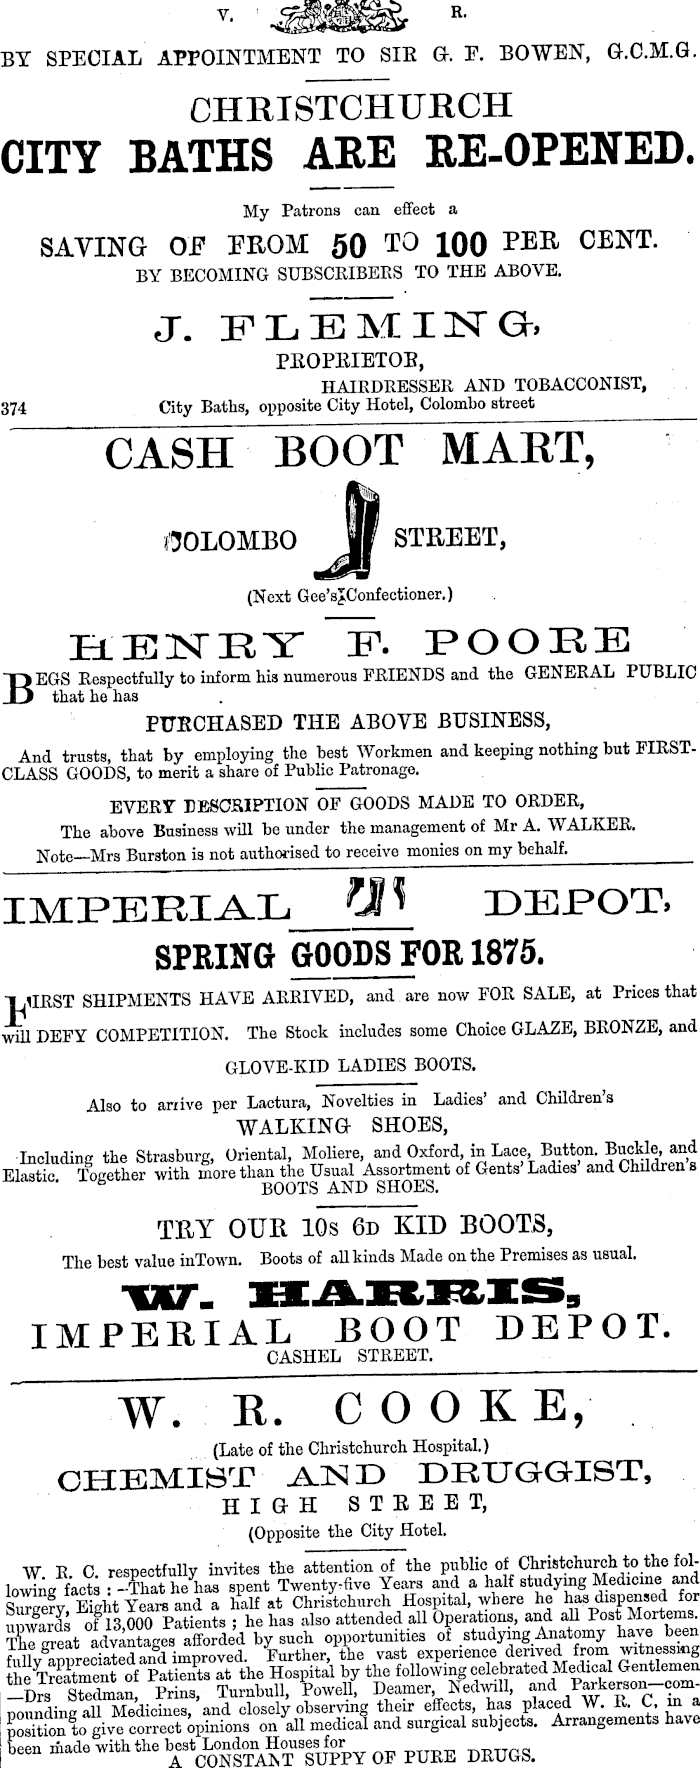 V. R.
BY SPECIAL APPOINTMENT TO SIR G. F. BOWEN, G.C.M.G.
CHRISTCHURCH
CITY BATHS ARE RE-OPENED.
My Patrons can effect a
SAVING OF FROM 50 TO 100 PER CENT.
BY BECOMING SUBSCRIBERS TO THE ABOVE.
J. FLEMING,
PROPRIETOR,
HAIRDRESSER AND TOBACCONIST,
374 City Baths, opposite City Hotel, Colombo street
CASH BOOT MART,
COLOMBO STREET,
(Next Gee's Confectioner.)
HENRY F. POORE
BEGS Respectfully to inform his numerous FRIENDS and the GENERAL PUBLIC
that he has
PURCHASED THE ABOVE BUSINESS,
And trusts, that by employing the best Workmen and keeping nothing but FIRST-
CLASS GOODS, to merit a share of Public Patronage.
EVERY DESCRIPTION OF GOODS MADE TO ORDER,
The above Business will be under the management of Mr A. WALKER.
Note—Mrs Burston is not authorised to receive monies on my behalf.
IMPERIAL DEPOT,
SPRING GOODS FOR 1875.
FIRST SHIPMENTS HAVE ARRIVED, and are now FOR SALE, at Prices that
will DEFY COMPETITION. The Stock includes some Choice GLAZE, BRONZE, and
GLOVE-KID LADIES BOOTS.
Also to arrive per Lactura, Novelties in Ladies' and Children's
WALKING SHOES,
Including the Strasburg, Oriental, Moliere, and Oxford, in Lace, Button. Buckle, and
Elastic. Together with more than the Usual Assortment of Gents' Ladies' and Children's
BOOTS AND SHOES.
TRY OUR 10s 6D KID BOOTS,
The best value inTown. Boots of all kinds Made on the Premises as usual.
W. HARRIS,
IMPERIAL BOOT DEPOT.
CASHEL STREET.
W. R. COOKE,
(Late of the Christchurch Hospital.)
CHEMIST AND DRUGGIST,
HIGH STREET,
(Opposite the City Hotel.
W. R. C. respectfully invites the attention of the public of Christchurch to the fol-
lowing facts :—That he has spent Twenty-five Years and a half studying Medicine and
Surgery, Eight Years and a half at Christchurch Hospital, where he has dispensed for
upwards of 13,000 Patients ; he has also attended all Operations, and all Post Mortems.
The great advantages afforded by such opportunities of studying Anatomy have been
fully appreciated and improved. Further, the vast experience derived from witnessing
the Treatment of Patients at the Hospital by the following celebrated Medical Gentlemen
—Drs Stedman, Prins, Turnbull, Powell, Deamer, Nedwill, and Parkerson—com-
pounding all Medicines, and closely observing their effects, has placed W. R. C. in a
position to give correct opinions on all medical and surgical subjects. Arrangements have
been made with the best London Houses for
A CONSTANT SUPPY OF PURE DRUGS.